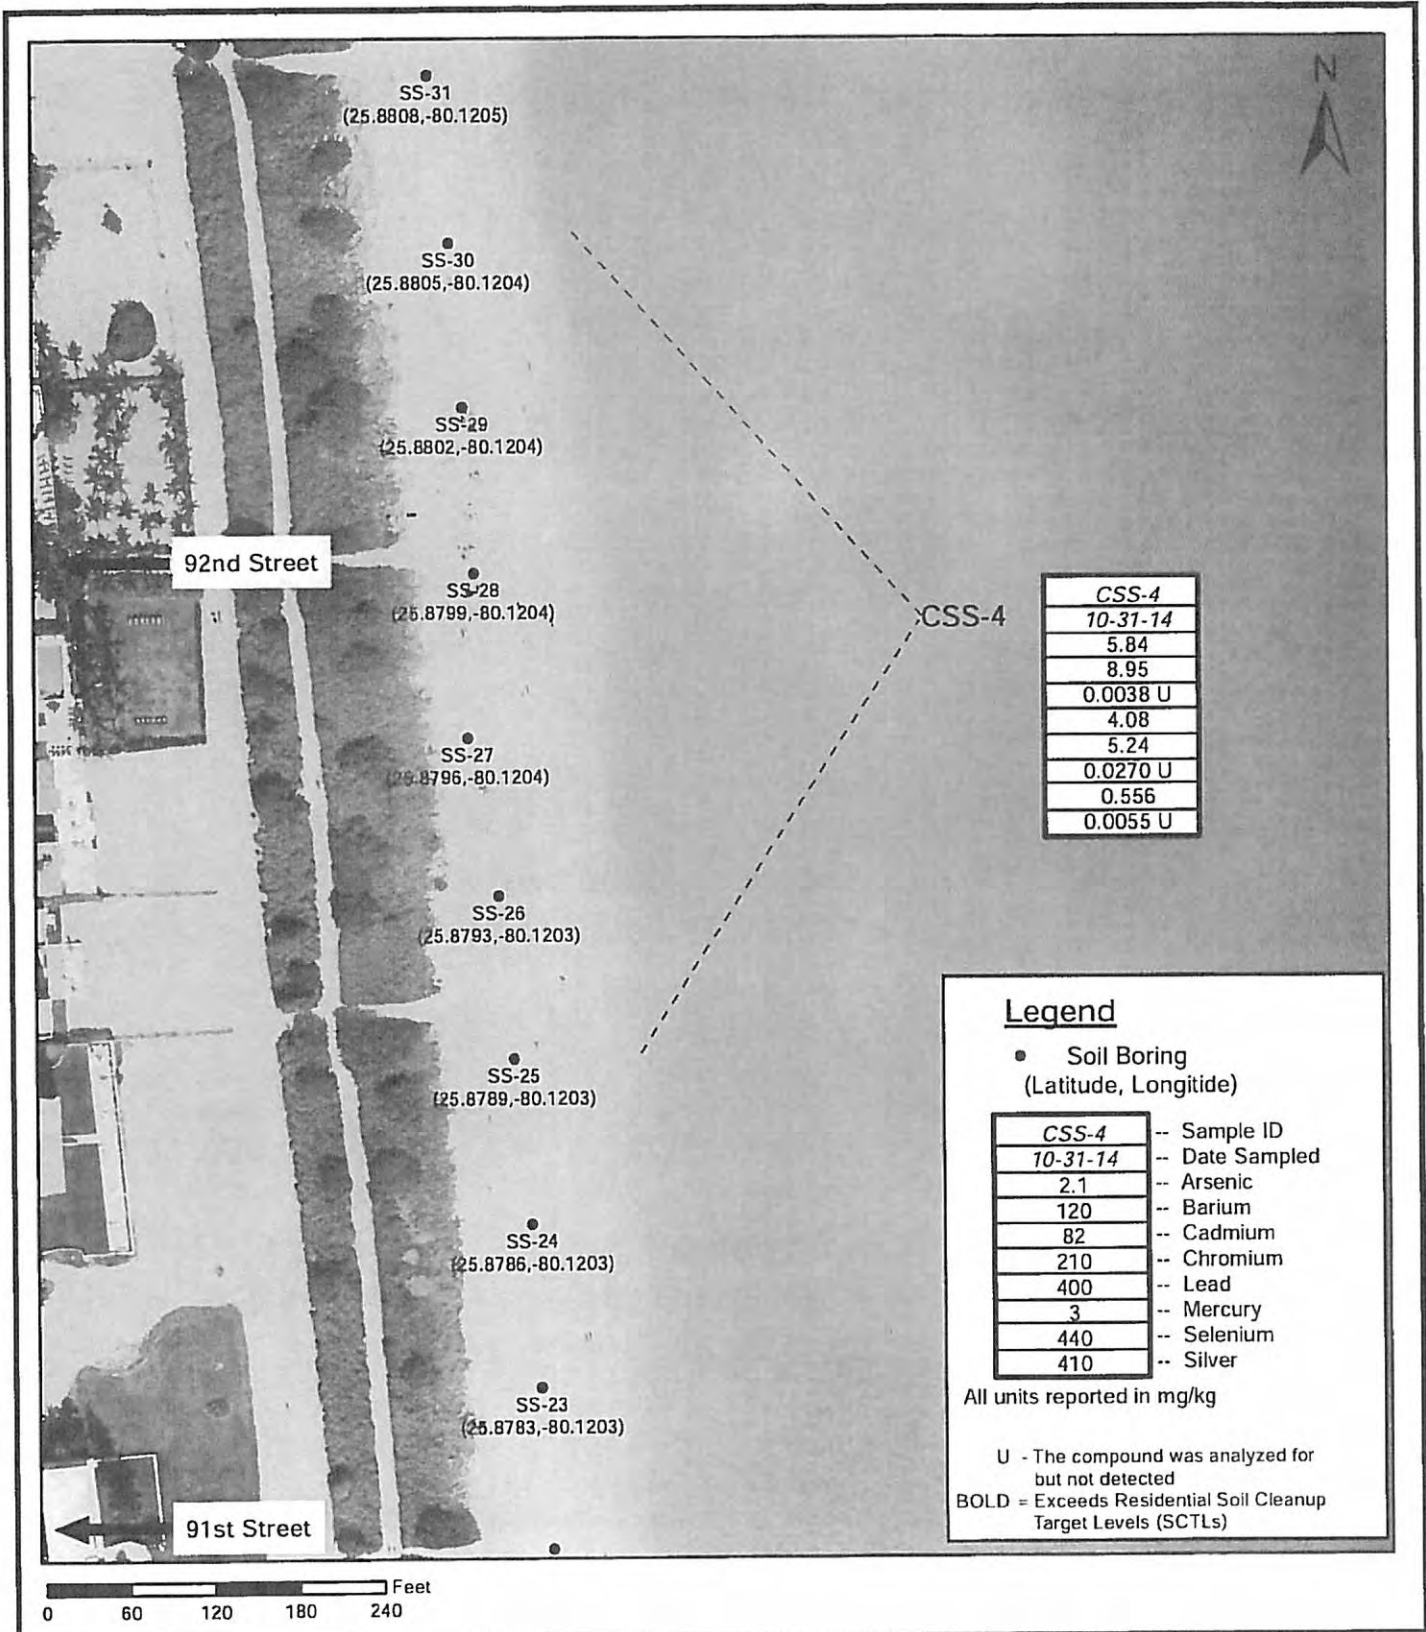 N
SS-31
(25.8808,-80.1205)
SS-30
(25.8805,-80.1204)
SS-29
(25.8802,-80.1204)
92nd Street
SS-28
(25.8799,-80.1204)
CSS-4
CSS-4
10-31-14
5.84
8.95
0.0038 U
4.08
5.24
0.0270 U
0.556
0.0055 U
SS-27
(25.8796,-80.1204)
SS-26
(25.8793,-80.1203)
SS-25
(25.8789,-80.1203)
SS-24
(25.8786,-80.1203)
SS-23
(25.8783,-80.1203)
91st Street
Legend
Soil Boring
(Latitude, Longitide)
CSS-4 -- Sample ID
10-31-14 -- Date Sampled
2.1 -- Arsenic
120 -- Barium
82 -- Cadmium
210 -- Chromium
400 -- Lead
3 -- Mercury
440 -- Selenium
410 -- Silver
All units reported in mg/kg
U - The compound was analyzed for
but not detected
BOLD = Exceeds Residential Soil Cleanup
Target Levels (SCTLs)
Feet
0 60 120 180 240